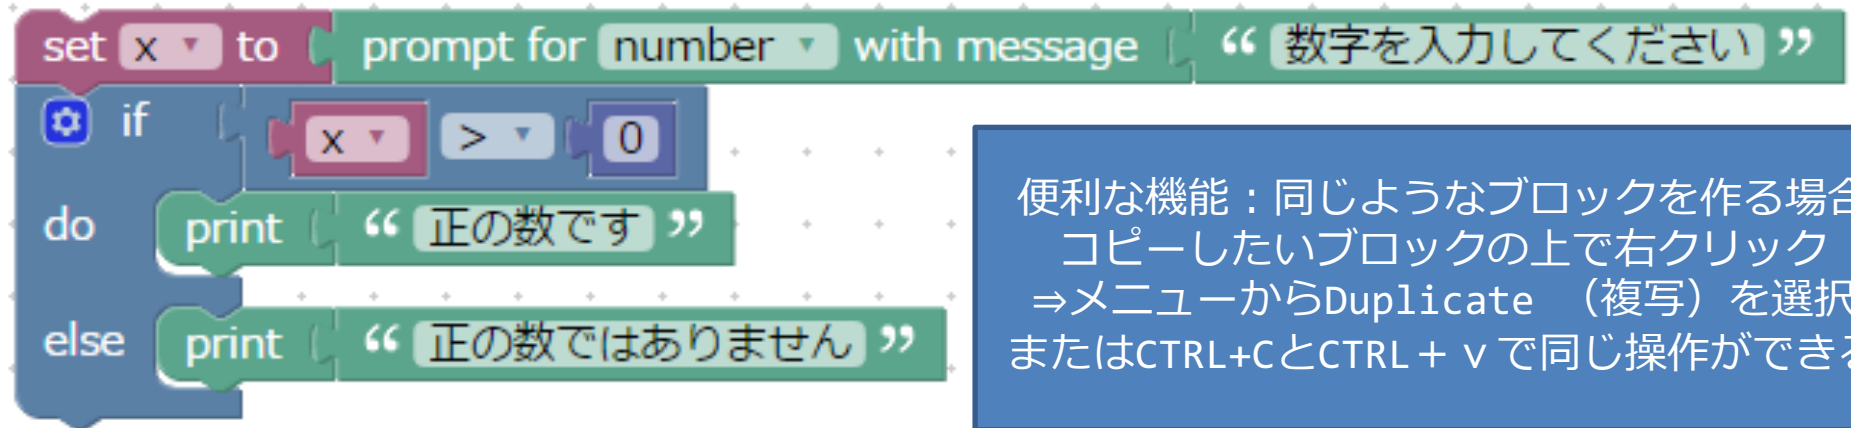 set x to prompt for number with message “ 数字を入力してください ”
if x > 0
do print “ 正の数です ”
else print “ 正の数ではありません ”
便利な機能：同じようなブロックを作る場合
コピーしたいブロックの上で右クリック
⇒メニューからDuplicate （複写）を選択
またはCTRL+CとCTRL＋ｖで同じ操作ができる